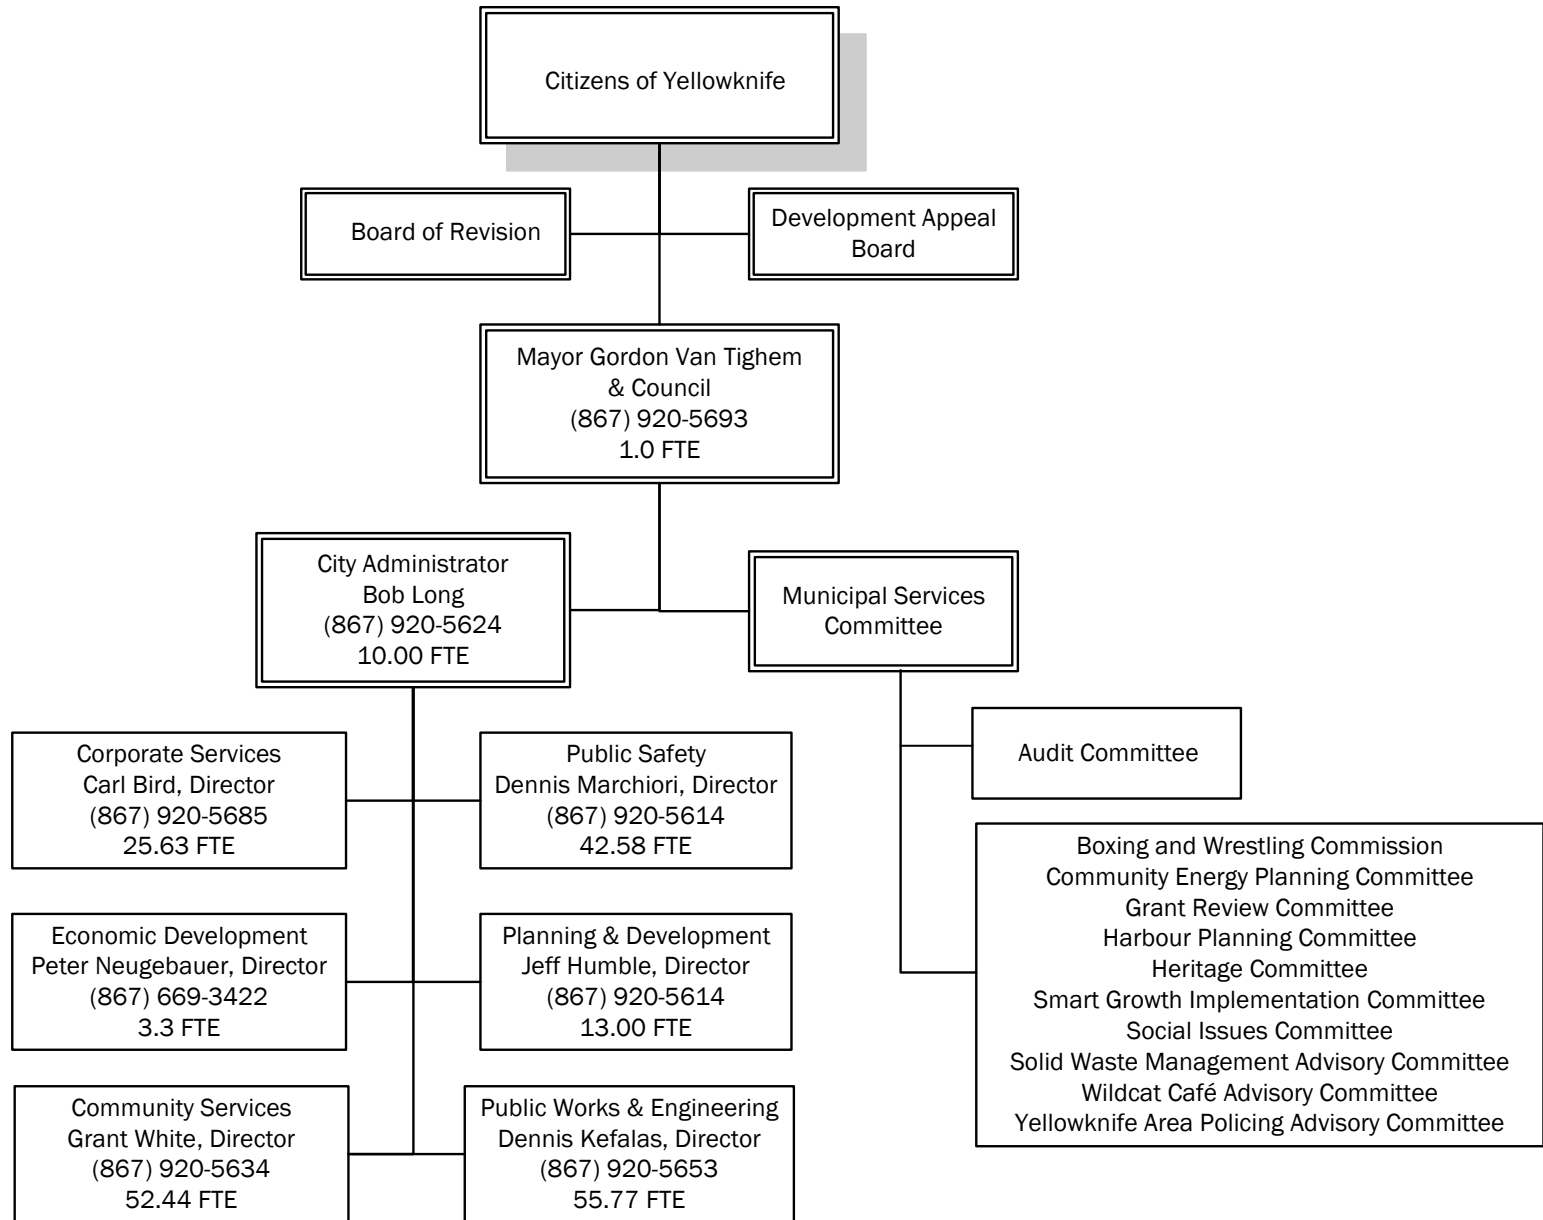 Citizens of Yellowknife
Board of Revision
Development Appeal
Board
Mayor Gordon Van Tighem
& Council
(867) 920-5693
1.0 FTE
City Administrator
Bob Long
(867) 920-5624
10.00 FTE
Municipal Services
Committee
Corporate Services
Carl Bird, Director
(867) 920-5685
25.63 FTE
Public Safety
Dennis Marchiori, Director
(867) 920-5614
42.58 FTE
Audit Committee
Economic Development
Peter Neugebauer, Director
(867) 669-3422
3.3 FTE
Planning & Development
Jeff Humble, Director
(867) 920-5614
13.00 FTE
Boxing and Wrestling Commission
Community Energy Planning Committee
Grant Review Committee
Harbour Planning Committee
Heritage Committee
Smart Growth Implementation Committee
Social Issues Committee
Solid Waste Management Advisory Committee
Wildcat Café Advisory Committee
Yellowknife Area Policing Advisory Committee
Community Services
Grant White, Director
(867) 920-5634
52.44 FTE
Public Works & Engineering
Dennis Kefalas, Director
(867) 920-5653
55.77 FTE